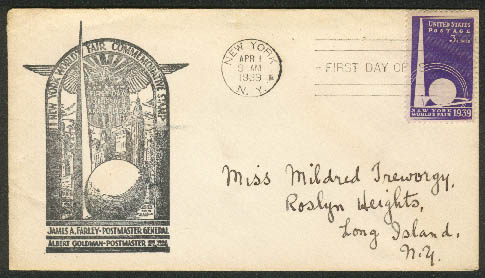 NEW YORK WORLD'S FAIR COMMEMORATIVE STAMP
JAMES A. FARLEY - POSTMASTER GENERAL
ALBERT GOLDMAN - POSTMASTER
NEW YORK
APR 1
9 AM
1939
N. Y.
FIRST DAY OF
UNITED STATES
POSTAGE
3
NEW YORK
WORLD'S FAIR 1939
Miss Mildred Treworgy,
Roslyn Heights,
Long Island,
N.Y.